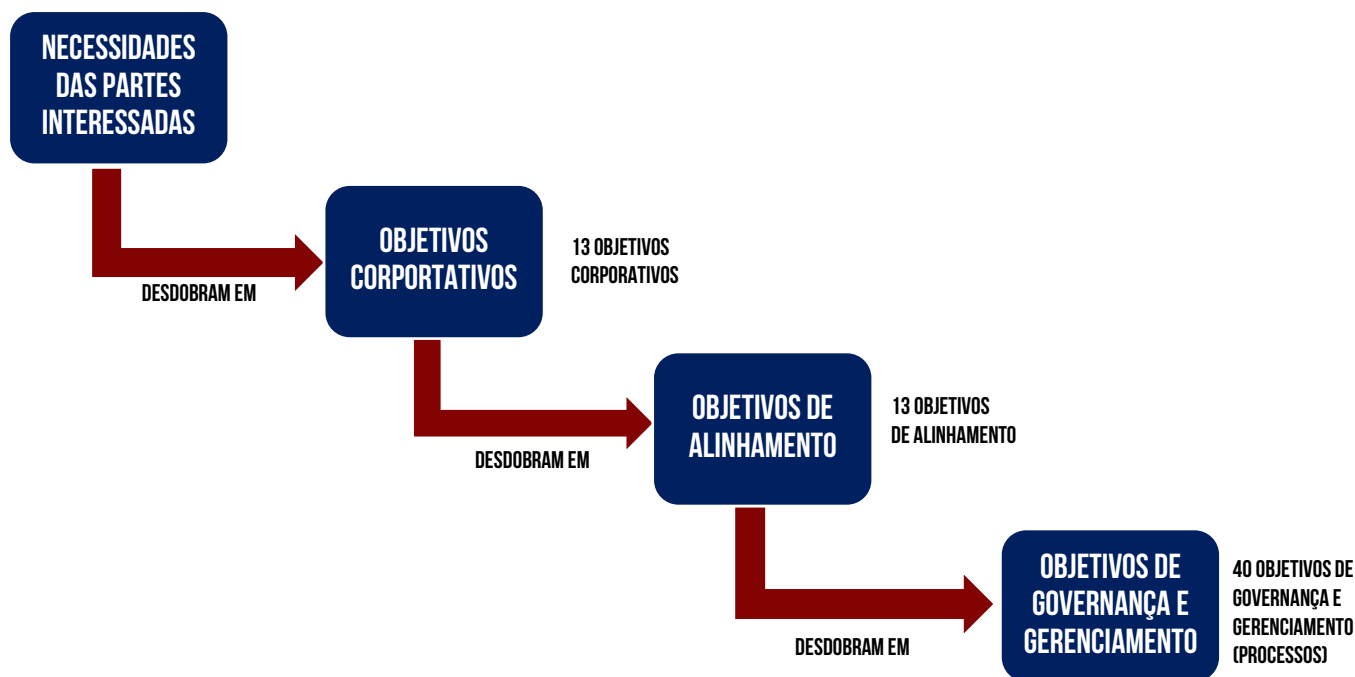 NECESSIDADES
DAS PARTES
INTERESSADAS
DESDOBRAM EM
OBJETIVOS
CORPORTATIVOS
13 OBJETIVOS
CORPORATIVOS
DESDOBRAM EM
OBJETIVOS DE
ALINHAMENTO
13 OBJETIVOS
DE ALINHAMENTO
DESDOBRAM EM
OBJETIVOS DE
GOVERNANÇA E
GERENCIAMENTO
40 OBJETIVOS DE
GOVERNANÇA E
GERENCIAMENTO
(PROCESSOS)